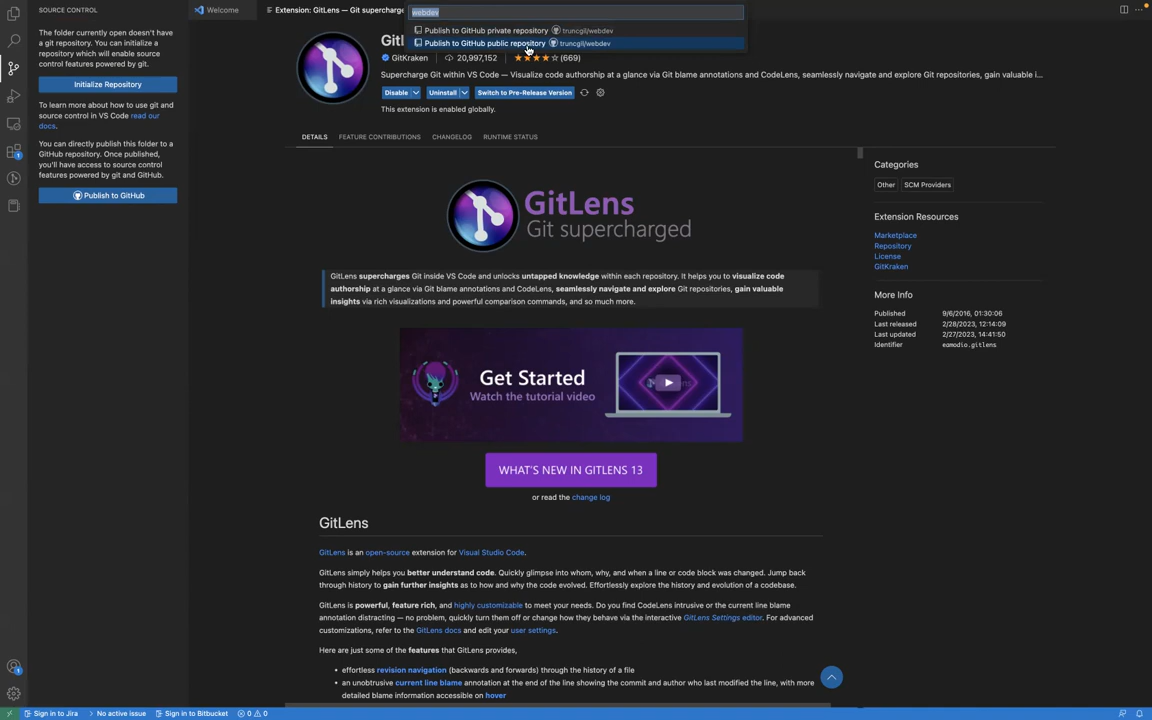 SOURCE CONTROL
The folder currently open doesn't have
a git repository. You can initialize a
repository which will enable source
control features powered by git.
Initialize Repository
To learn more about how to use git and
source control in VS Code read our
docs.
You can directly publish this folder to a
GitHub repository. Once published,
you'll have access to source control
features powered by git and GitHub.
Publish to GitHub
Welcome
Extension: GitLens — Git supercharge
webdev
Publish to GitHub private repository truncgil/webdev
Publish to GitHub public repository truncgil/webdev
GitKraken
20,997,152
(669)
Supercharge Git within VS Code — Visualize code authorship at a glance via Git blame annotations and CodeLens, seamlessly navigate and explore Git repositories, gain valuable i...
Disable
Uninstall
Switch to Pre-Release Version
This extension is enabled globally.
DETAILS
FEATURE CONTRIBUTIONS
CHANGELOG
RUNTIME STATUS
GitLens
Git supercharged
GitLens supercharges Git inside VS Code and unlocks untapped knowledge within each repository. It helps you to visualize code
authorship at a glance via Git blame annotations and CodeLens, seamlessly navigate and explore Git repositories, gain valuable
insights via rich visualizations and powerful comparison commands, and so much more.
Get Started
Watch the tutorial video
WHAT'S NEW IN GITLENS 13
or read the change log
GitLens
GitLens is an open-source extension for Visual Studio Code.
GitLens simply helps you better understand code. Quickly glimpse into whom, why, and when a line or code block was changed. Jump back
through history to gain further insights as to how and why the code evolved. Effortlessly explore the history and evolution of a codebase.
GitLens is powerful, feature rich, and highly customizable to meet your needs. Do you find CodeLens intrusive or the current line blame
annotation distracting — no problem, quickly turn them off or change how they behave via the interactive GitLens Settings editor. For advanced
customizations, refer to the GitLens docs and edit your user settings.
Here are just some of the features that GitLens provides,
• effortless revision navigation (backwards and forwards) through the history of a file
• an unobtrusive current line blame annotation at the end of the line showing the commit and author who last modified the line, with more
detailed blame information accessible on hover
Categories
Other
SCM Providers
Extension Resources
Marketplace
Repository
License
GitKraken
More Info
Published 9/6/2016, 01:30:06
Last released 2/28/2023, 12:14:09
Last updated 2/27/2023, 14:41:50
Identifier eamodio.gitlens
1
1
Sign in to Jira
No active issue
Sign in to Bitbucket
0
0